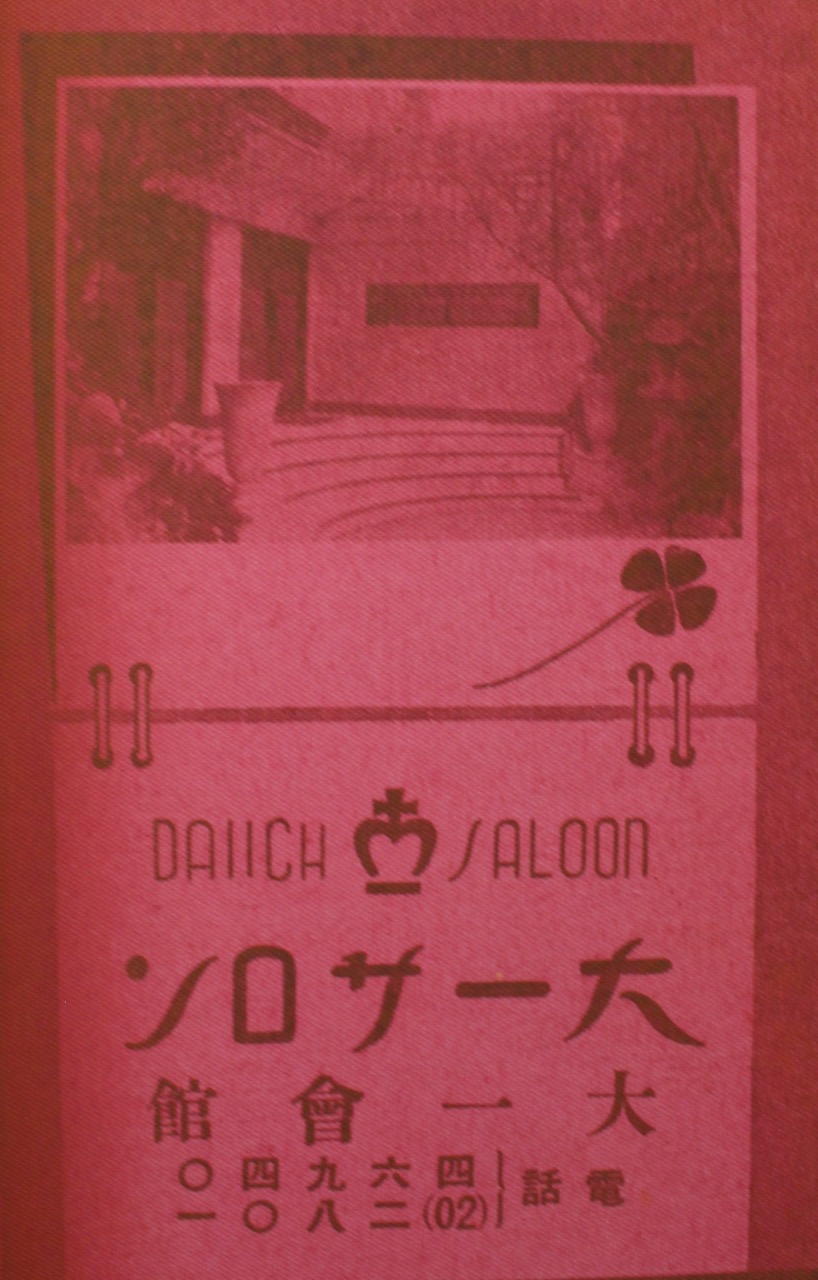 DAIICH SALOON
大一サロン
大一會館
電話 四六九四〇
(02)二八〇一